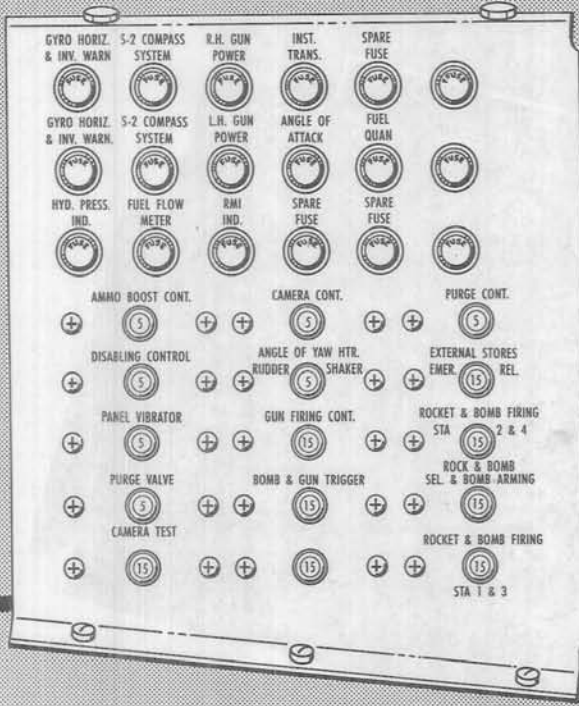 GYRO HORIZ. S-2 COMPASS R.H. GUN INST. SPARE
& INV. WARN SYSTEM POWER TRANS. FUSE
FUSE FUSE FUSE FUSE FUSE FUSE
GYRO HORIZ. S-2 COMPASS L.H. GUN ANGLE OF FUEL
& INV. WARN. SYSTEM POWER ATTACK QUAN
FUSE FUSE FUSE FUSE FUSE FUSE
HYD. PRESS. FUEL FLOW RMI SPARE SPARE
IND. METER IND. FUSE FUSE
FUSE FUSE FUSE FUSE FUSE FUSE
AMMO BOOST CONT. CAMERA CONT. PURGE CONT.
5 5 5
DISABLING CONTROL ANGLE OF YAW HTR. EXTERNAL STORES
RUDDER SHAKER EMER. REL.
5 5 15
PANEL VIBRATOR GUN FIRING CONT. ROCKET & BOMB FIRING
STA 2 & 4
5 15 15
PURGE VALVE BOMB & GUN TRIGGER ROCK & BOMB
SEL. & BOMB ARMING
5 15 15
CAMERA TEST ROCKET & BOMB FIRING
15 15 15
STA 1 & 3